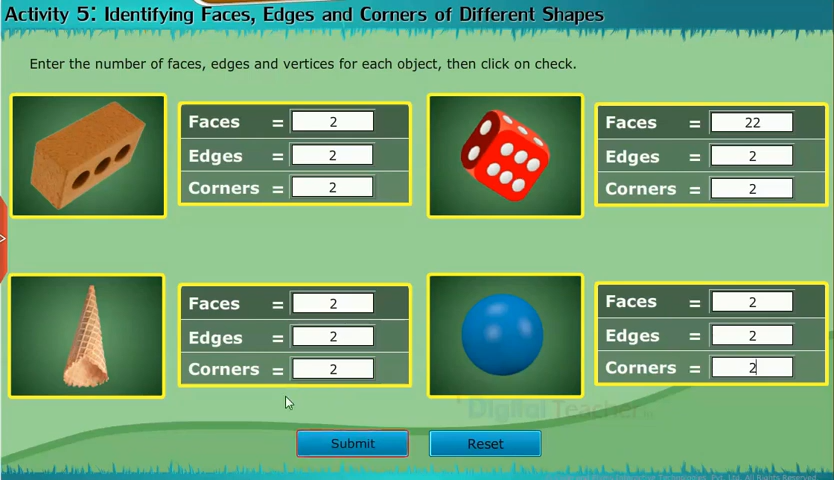 Activity 5: Identifying Faces, Edges and Corners of Different Shapes
Enter the number of faces, edges and vertices for each object, then click on check.
Faces = 2
Edges = 2
Corners = 2
Faces = 22
Edges = 2
Corners = 2
Faces = 2
Edges = 2
Corners = 2
Faces = 2
Edges = 2
Corners = 2
Digital Teacher
Submit
Reset